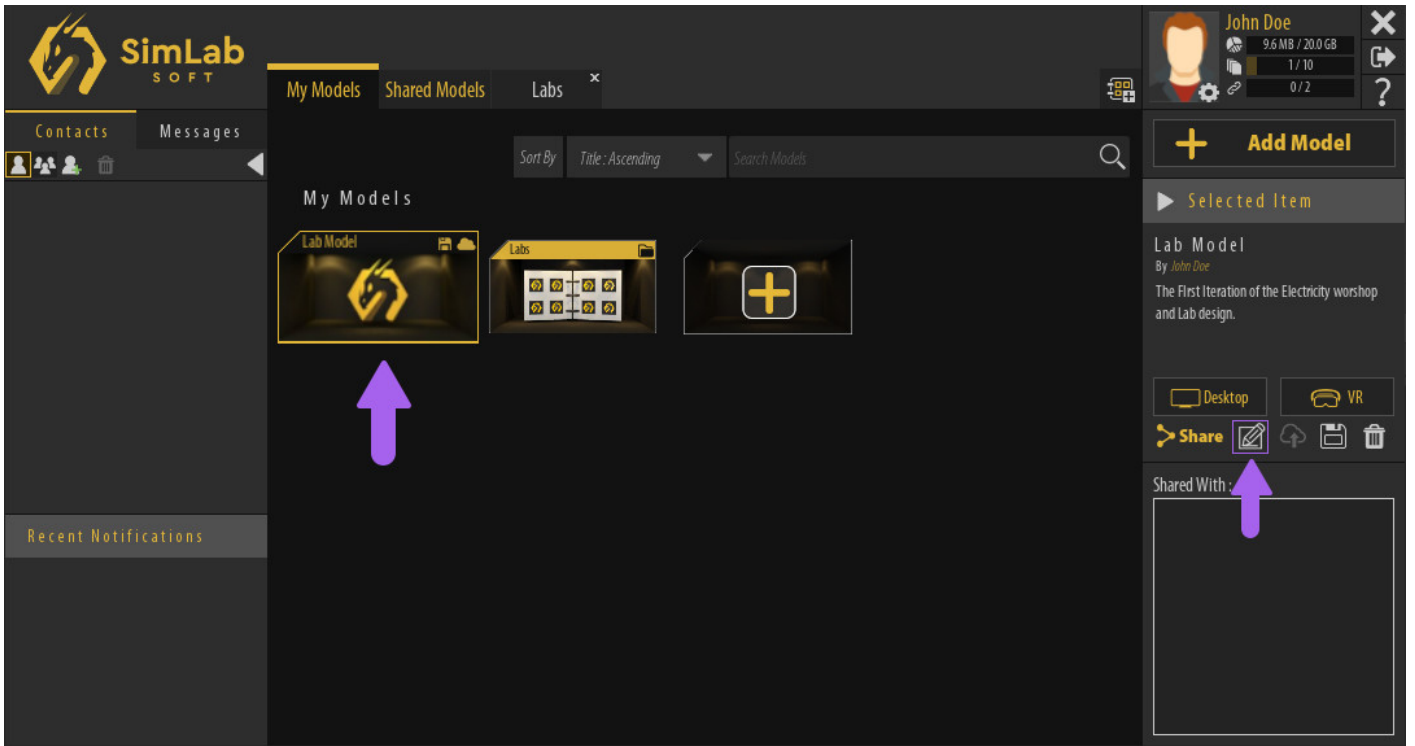 SimLab
SOFT
My Models
Shared Models
Labs
x
John Doe
9.6 MB / 20.0 GB
1 / 10
0 / 2
?
Contacts
Messages
Add Model
Sort By
Title : Ascending
Search Models
My Models
Selected Item
Lab Model
Labs
Lab Model
By John Doe
The FIrst Iteration of the Electricity worshop
and Lab design.
Desktop
VR
Share
Shared With :
Recent Notifications